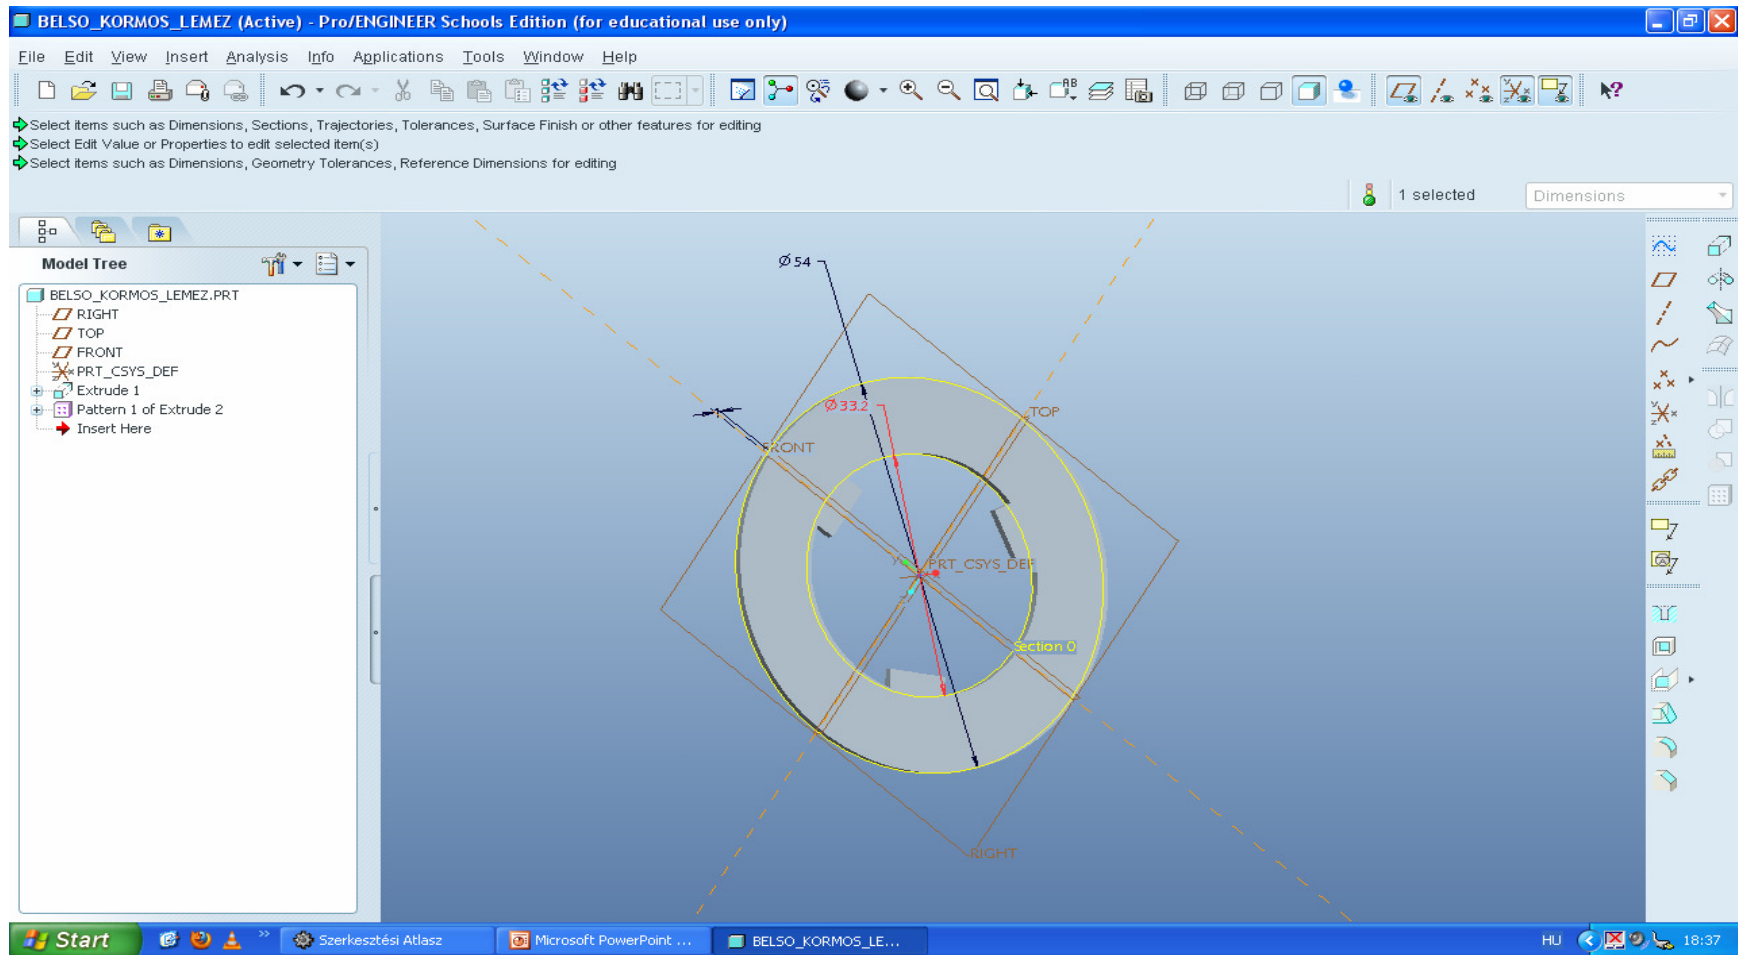 BELSO_KORMOS_LEMEZ (Active) - Pro/ENGINEER Schools Edition (for educational use only)
File Edit View Insert Analysis Info Applications Tools Window Help
Select items such as Dimensions, Sections, Trajectories, Tolerances, Surface Finish or other features for editing
Select Edit Value or Properties to edit selected item(s)
Select items such as Dimensions, Geometry Tolerances, Reference Dimensions for editing
1 selected Dimensions
Model Tree
BELSO_KORMOS_LEMEZ.PRT
RIGHT
TOP
FRONT
PRT_CSYS_DEF
Extrude 1
Pattern 1 of Extrude 2
Insert Here
Ø54
Ø33.2
TOP
1
FRONT
PRT_CSYS_DEF
Section 0
RIGHT
Start Szerkesztési Atlasz Microsoft PowerPoint ... BELSO_KORMOS_LE... HU 18:37